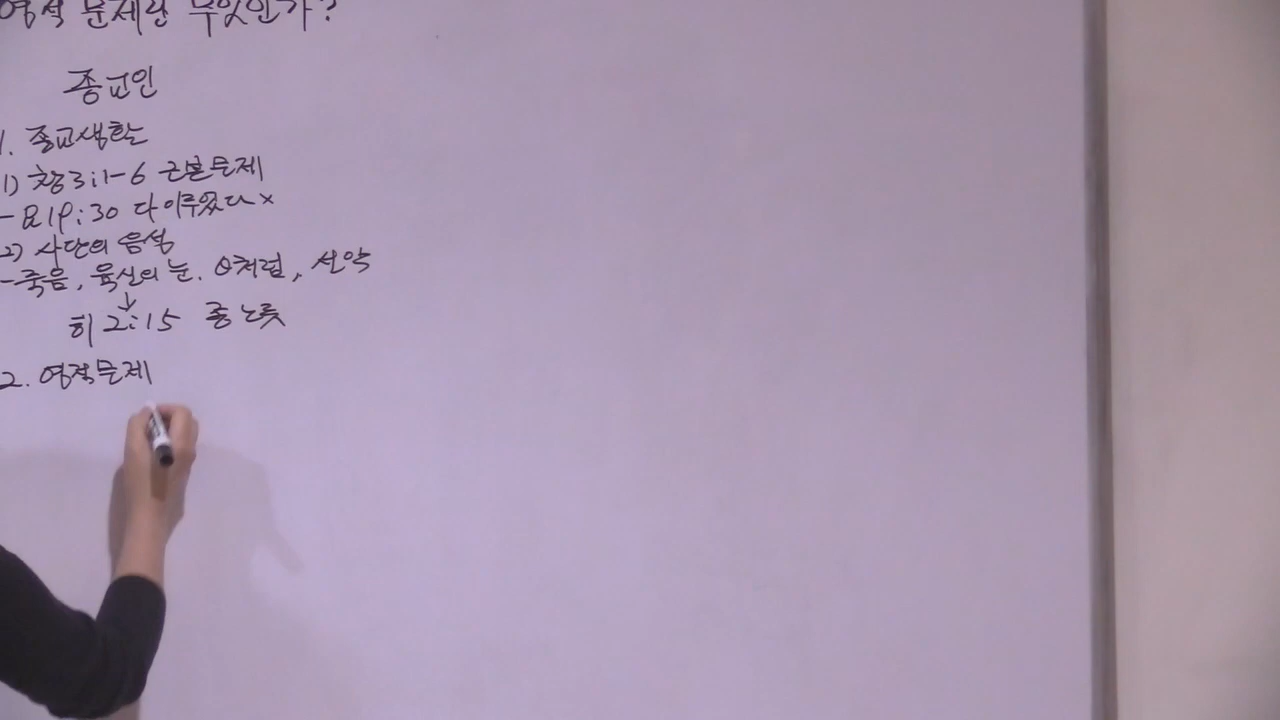 영적 문제란 무엇인가?
종교인
1. 종교생활
1) 창3:1-6 근본문제
- 요19:30 다 이루었다 x
2) 사단의 음성
- 죽음, 육신의 눈, 처럼, 선악
↓
히 2:15 종노릇
2. 영적문제